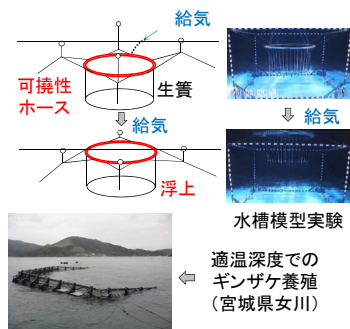 給気
可撓性
ホース
生簀
給気
浮上
給気
水槽模型実験
適温深度での
ギンザケ養殖
（宮城県女川）